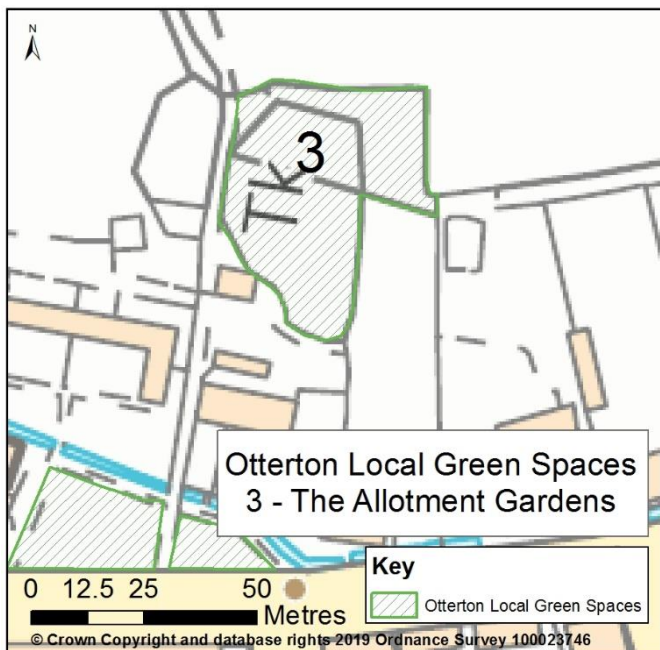 N
3
TK
Otterton Local Green Spaces
3 - The Allotment Gardens
Key
Otterton Local Green Spaces
0 12.5 25 50
Metres
© Crown Copyright and database rights 2019 Ordnance Survey 100023746